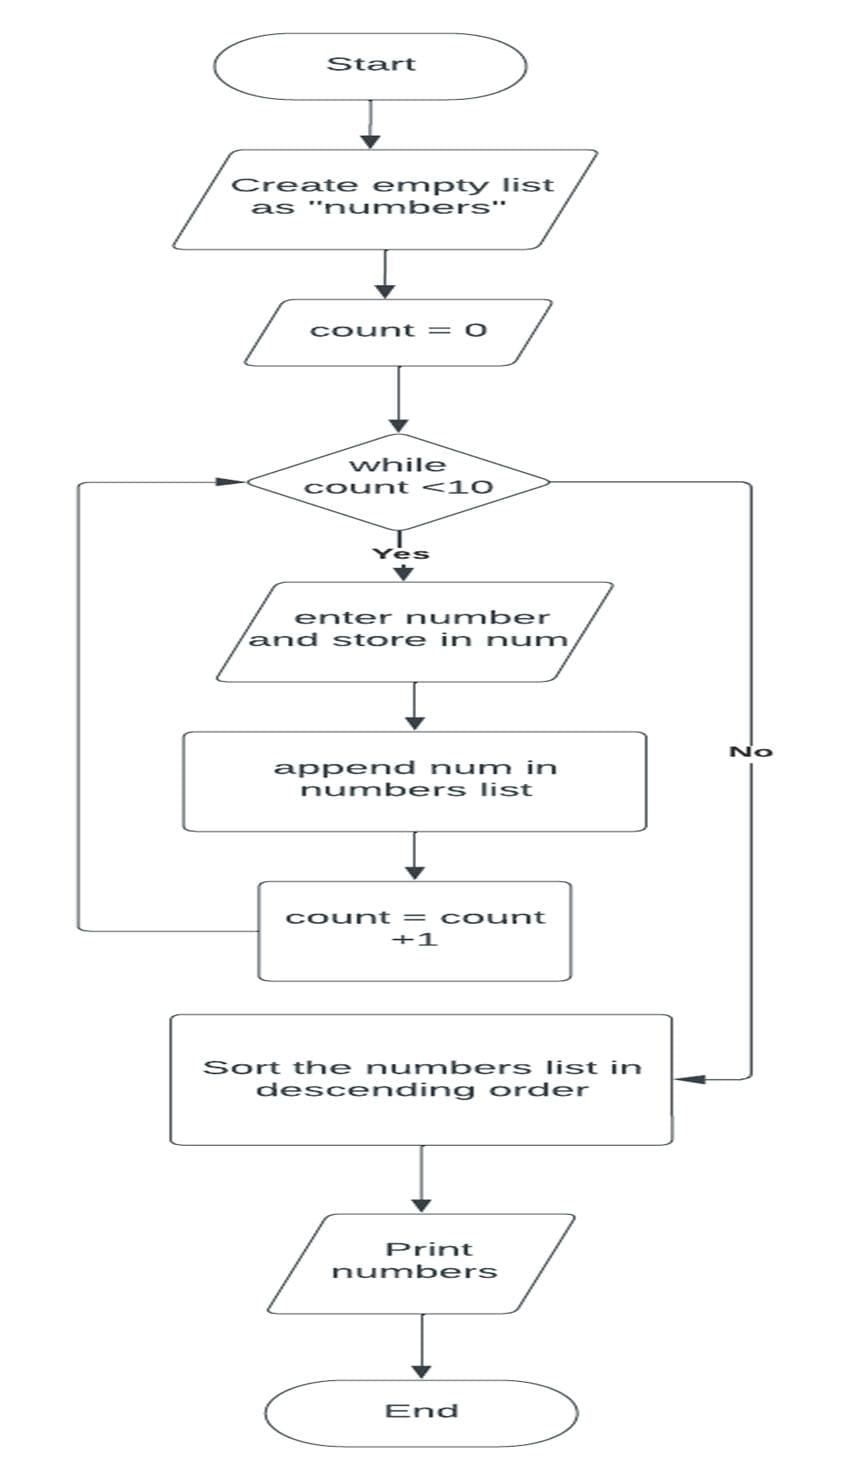 Start
Create empty list
as "numbers"
count = 0
while
count <10
Yes
enter number
and store in num
append num in
numbers list
No
count = count
+1
Sort the numbers list in
descending order
Print
numbers
End